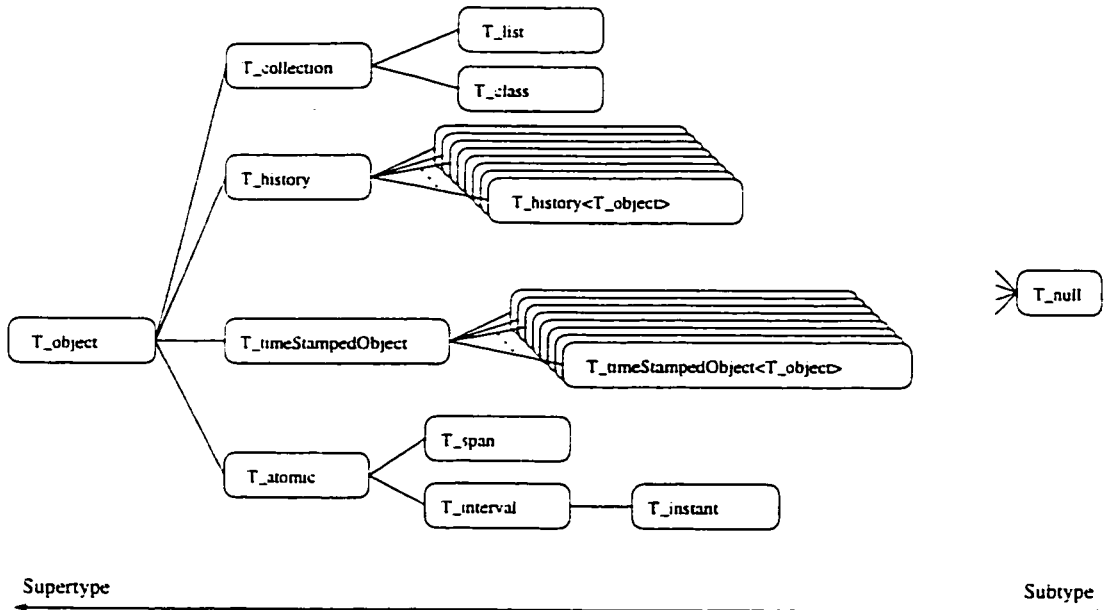 T_list
T_collection
T_class
T_history
T_history<T_object>
T_null
T_object
T_timeStampedObject
T_timeStampedObject<T_object>
T_span
T_atomic
T_interval
T_instant
Supertype
Subtype